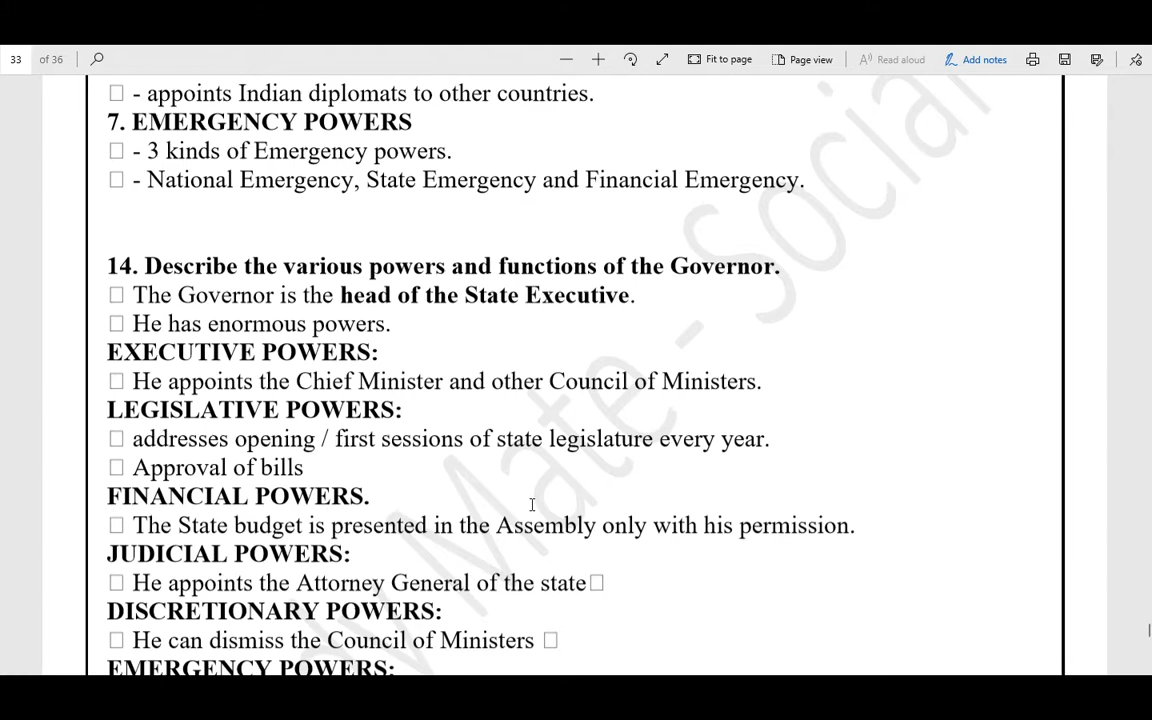 33 of 36 Fit to page Page view Read aloud Add notes
□ - appoints Indian diplomats to other countries.
7. EMERGENCY POWERS
□ - 3 kinds of Emergency powers.
□ - National Emergency, State Emergency and Financial Emergency.
14. Describe the various powers and functions of the Governor.
□ The Governor is the head of the State Executive.
□ He has enormous powers.
EXECUTIVE POWERS:
□ He appoints the Chief Minister and other Council of Ministers.
LEGISLATIVE POWERS:
□ addresses opening / first sessions of state legislature every year.
□ Approval of bills
FINANCIAL POWERS.
□ The State budget is presented in the Assembly only with his permission.
JUDICIAL POWERS:
□ He appoints the Attorney General of the state□
DISCRETIONARY POWERS:
□ He can dismiss the Council of Ministers □
EMERGENCY POWERS:
Mate - Social